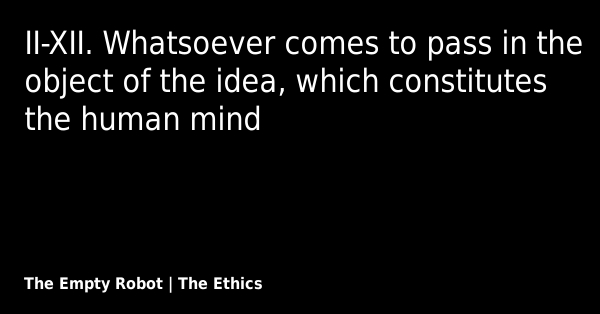 II-XII. Whatsoever comes to pass in the
object of the idea, which constitutes
the human mind
The Empty Robot | The Ethics